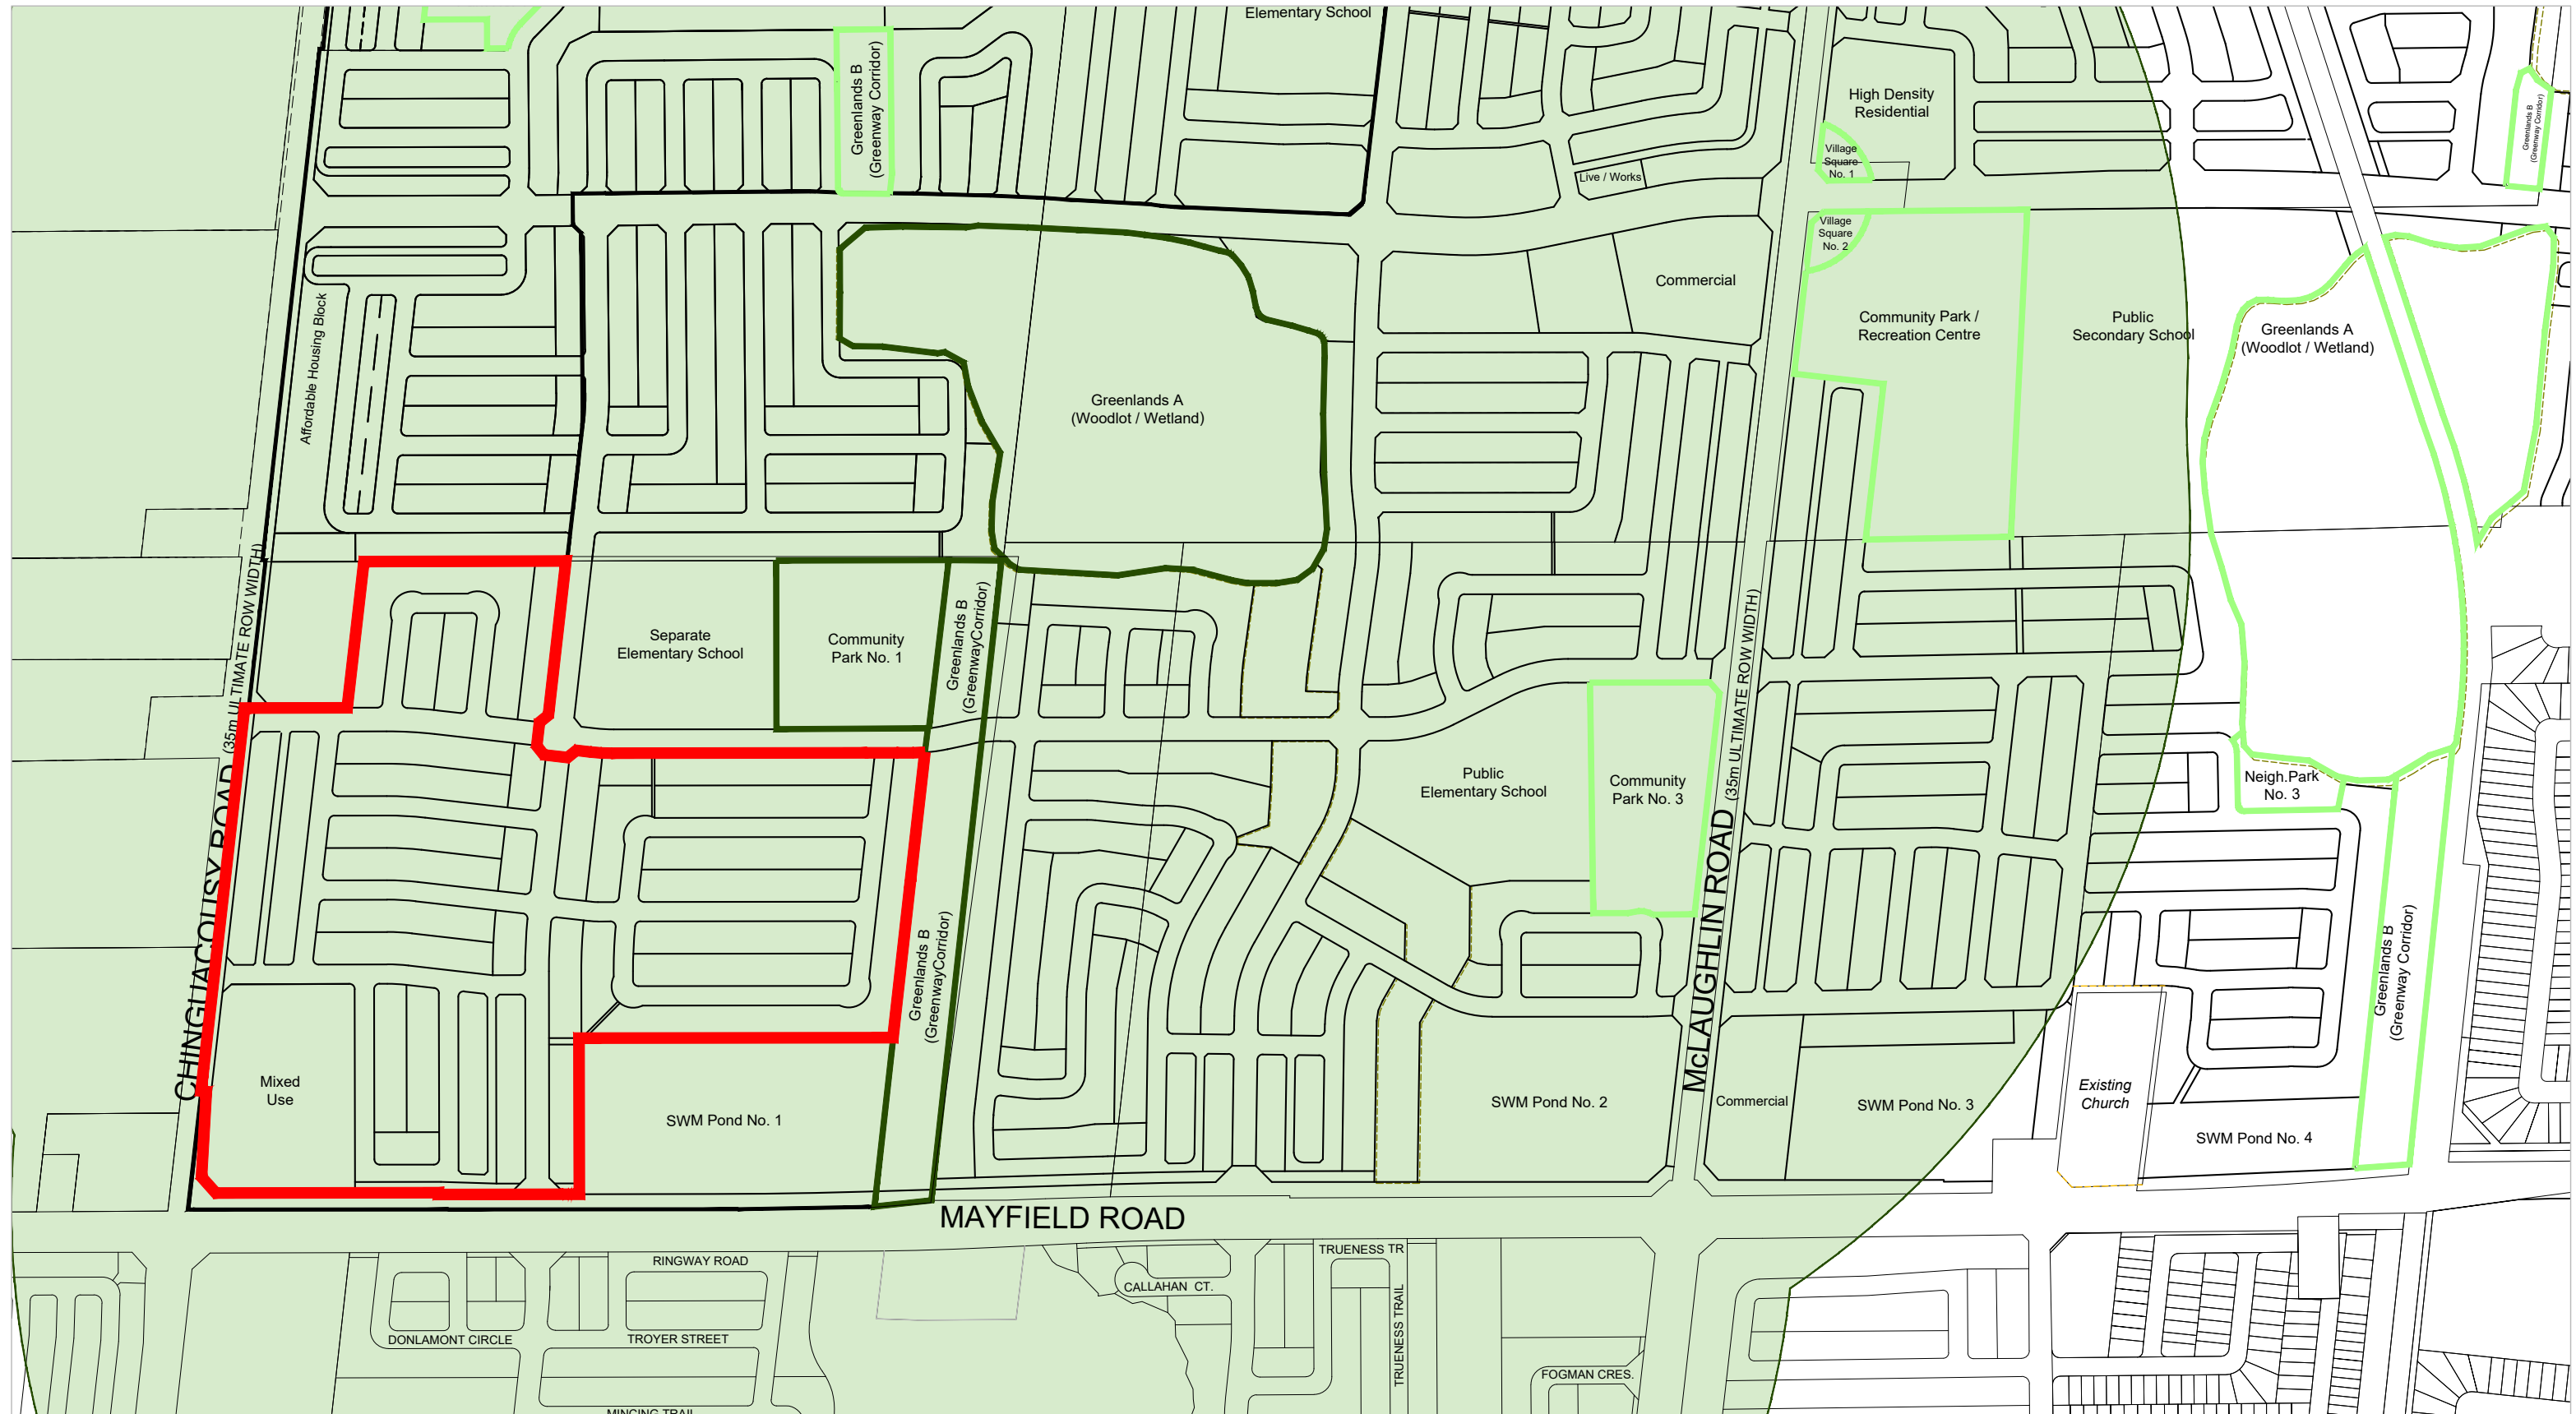 Elementary School
Greenlands B
(Greenway Corridor)
High Density
Residential
Greenlands B
(Greenway Corridor)
Village
Square
No. 1
Live / Works
Village
Square
No. 2
Commercial
Community Park /
Recreation Centre
Public
Secondary School
Greenlands A
(Woodlot / Wetland)
Affordable Housing Block
Greenlands A
(Woodlot / Wetland)
CHINGUACOUSY ROAD (35m ULTIMATE ROW WIDTH)
Separate
Elementary School
Community
Park No. 1
Greenlands B
(GreenwayCorridor)
McLAUGHLIN ROAD (35m ULTIMATE ROW WIDTH)
Public
Elementary School
Community
Park No. 3
Neigh.Park
No. 3
Greenlands B
(GreenwayCorridor)
Greenlands B
(Greenway Corridor)
Mixed
Use
SWM Pond No. 1
SWM Pond No. 2
Commercial
SWM Pond No. 3
Existing
Church
SWM Pond No. 4
MAYFIELD ROAD
RINGWAY ROAD
TRUENESS TR
CALLAHAN CT.
TRUENESS TRAIL
DONLAMONT CIRCLE
TROYER STREET
FOGMAN CRES.
MINCING TRAIL